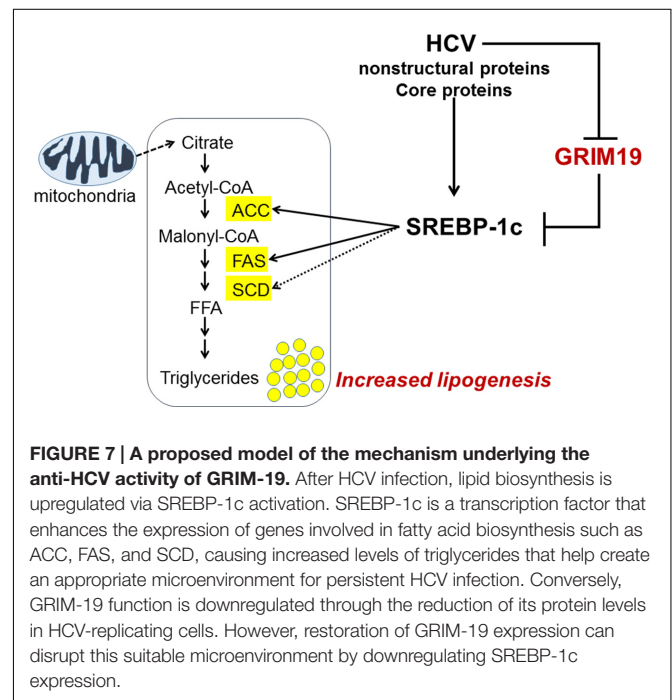 HCV
nonstructural proteins
Core proteins
GRIM19
SREBP-1c
mitochondria
Citrate
Acetyl-CoA
ACC
Malonyl-CoA
FAS
SCD
FFA
Triglycerides
Increased lipogenesis
FIGURE 7 | A proposed model of the mechanism underlying the
anti-HCV activity of GRIM-19. After HCV infection, lipid biosynthesis is
upregulated via SREBP-1c activation. SREBP-1c is a transcription factor that
enhances the expression of genes involved in fatty acid biosynthesis such as
ACC, FAS, and SCD, causing increased levels of triglycerides that help create
an appropriate microenvironment for persistent HCV infection. Conversely,
GRIM-19 function is downregulated through the reduction of its protein levels
in HCV-replicating cells. However, restoration of GRIM-19 expression can
disrupt this suitable microenvironment by downregulating SREBP-1c
expression.